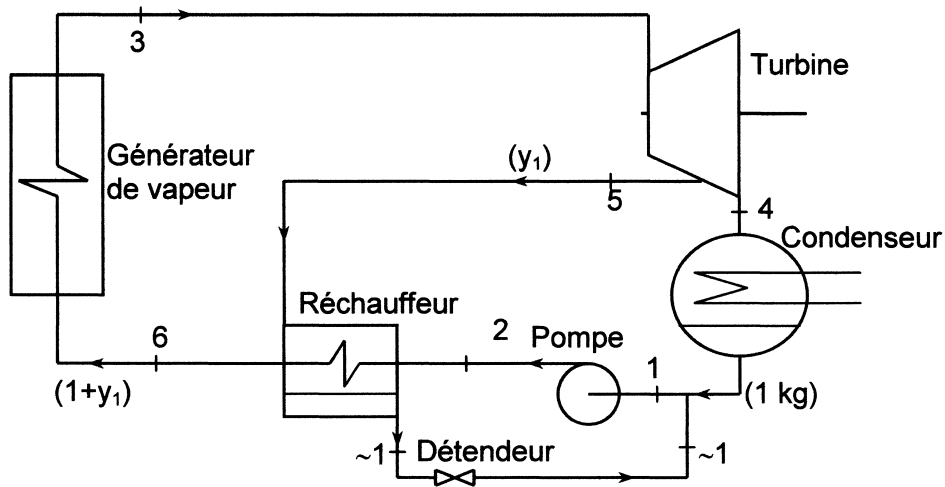 3
Turbine
Générateur
de vapeur
(y₁)
5
4
Condenseur
Réchauffeur
6
2
Pompe
1
(1+y₁)
(1 kg)
~1
Détendeur
~1